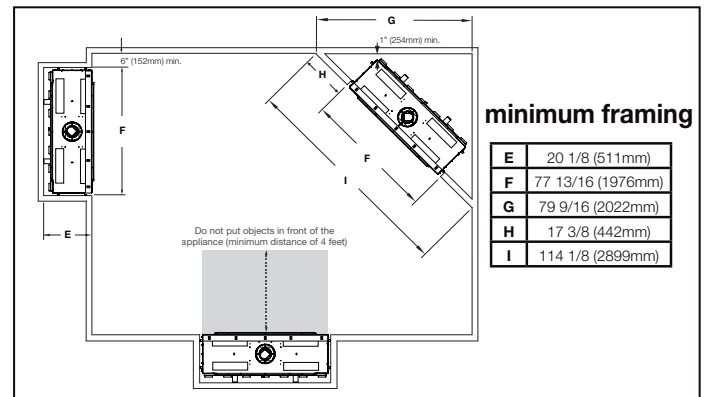 G
1" (254mm) min.
6" (152mm) min.
H
F
F
I
E
Do not put objects in front of the
appliance (minimum distance of 4 feet)
minimum framing
E 20 1/8 (511mm)
F 77 13/16 (1976mm)
G 79 9/16 (2022mm)
H 17 3/8 (442mm)
I 114 1/8 (2899mm)